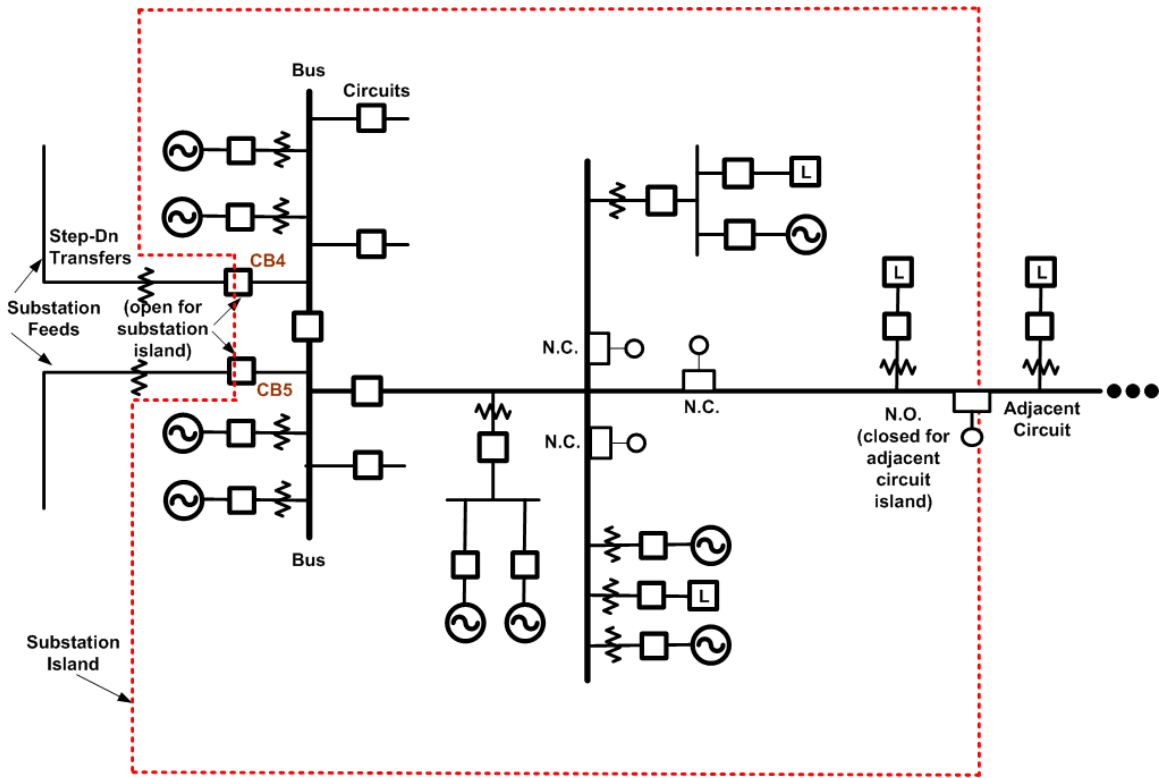 Bus
Circuits
L
Step-Dn
Transfers
CB4
L
L
Substation
Feeds
(open for
substation
island)
N.C.
CB5
N.C.
N.O.
(closed for
adjacent
circuit
island)
Adjacent
Circuit
N.C.
Bus
L
Substation
Island